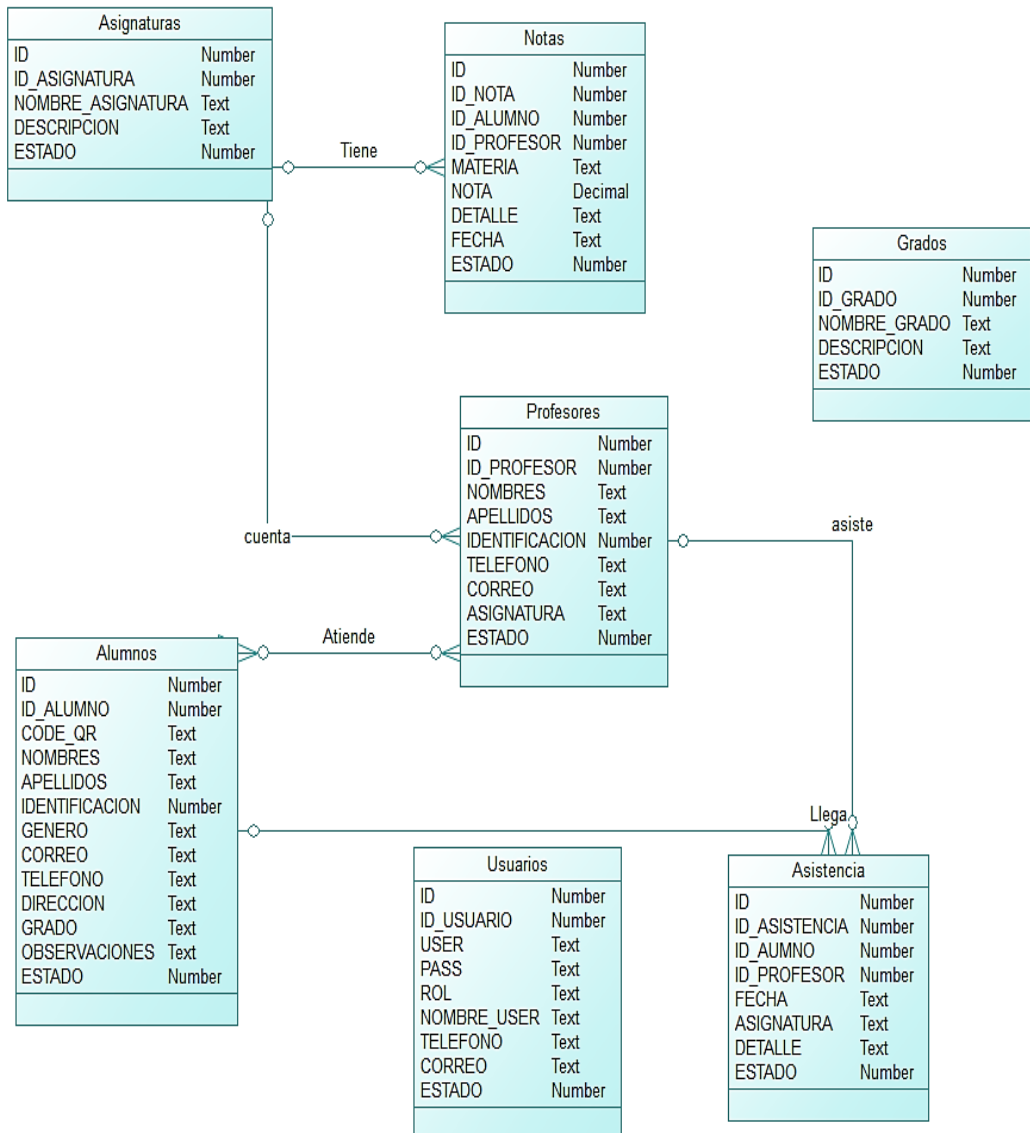 Asignaturas
ID Number
ID_ASIGNATURA Number
NOMBRE_ASIGNATURA Text
DESCRIPCION Text
ESTADO Number
Tiene
Notas
ID Number
ID_NOTA Number
ID_ALUMNO Number
ID_PROFESOR Number
MATERIA Text
NOTA Decimal
DETALLE Text
FECHA Text
ESTADO Number
Grados
ID Number
ID_GRADO Number
NOMBRE_GRADO Text
DESCRIPCION Text
ESTADO Number
cuenta
Profesores
ID Number
ID_PROFESOR Number
NOMBRES Text
APELLIDOS Text
IDENTIFICACION Number
TELEFONO Text
CORREO Text
ASIGNATURA Text
ESTADO Number
asiste
Atiende
Alumnos
ID Number
ID_ALUMNO Number
CODE_QR Text
NOMBRES Text
APELLIDOS Text
IDENTIFICACION Number
GENERO Text
CORREO Text
TELEFONO Text
DIRECCION Text
GRADO Text
OBSERVACIONES Text
ESTADO Number
Llega
Usuarios
ID Number
ID_USUARIO Number
USER Text
PASS Text
ROL Text
NOMBRE_USER Text
TELEFONO Text
CORREO Text
ESTADO Number
Asistencia
ID Number
ID_ASISTENCIA Number
ID_AUMNO Number
ID_PROFESOR Number
FECHA Text
ASIGNATURA Text
DETALLE Text
ESTADO Number